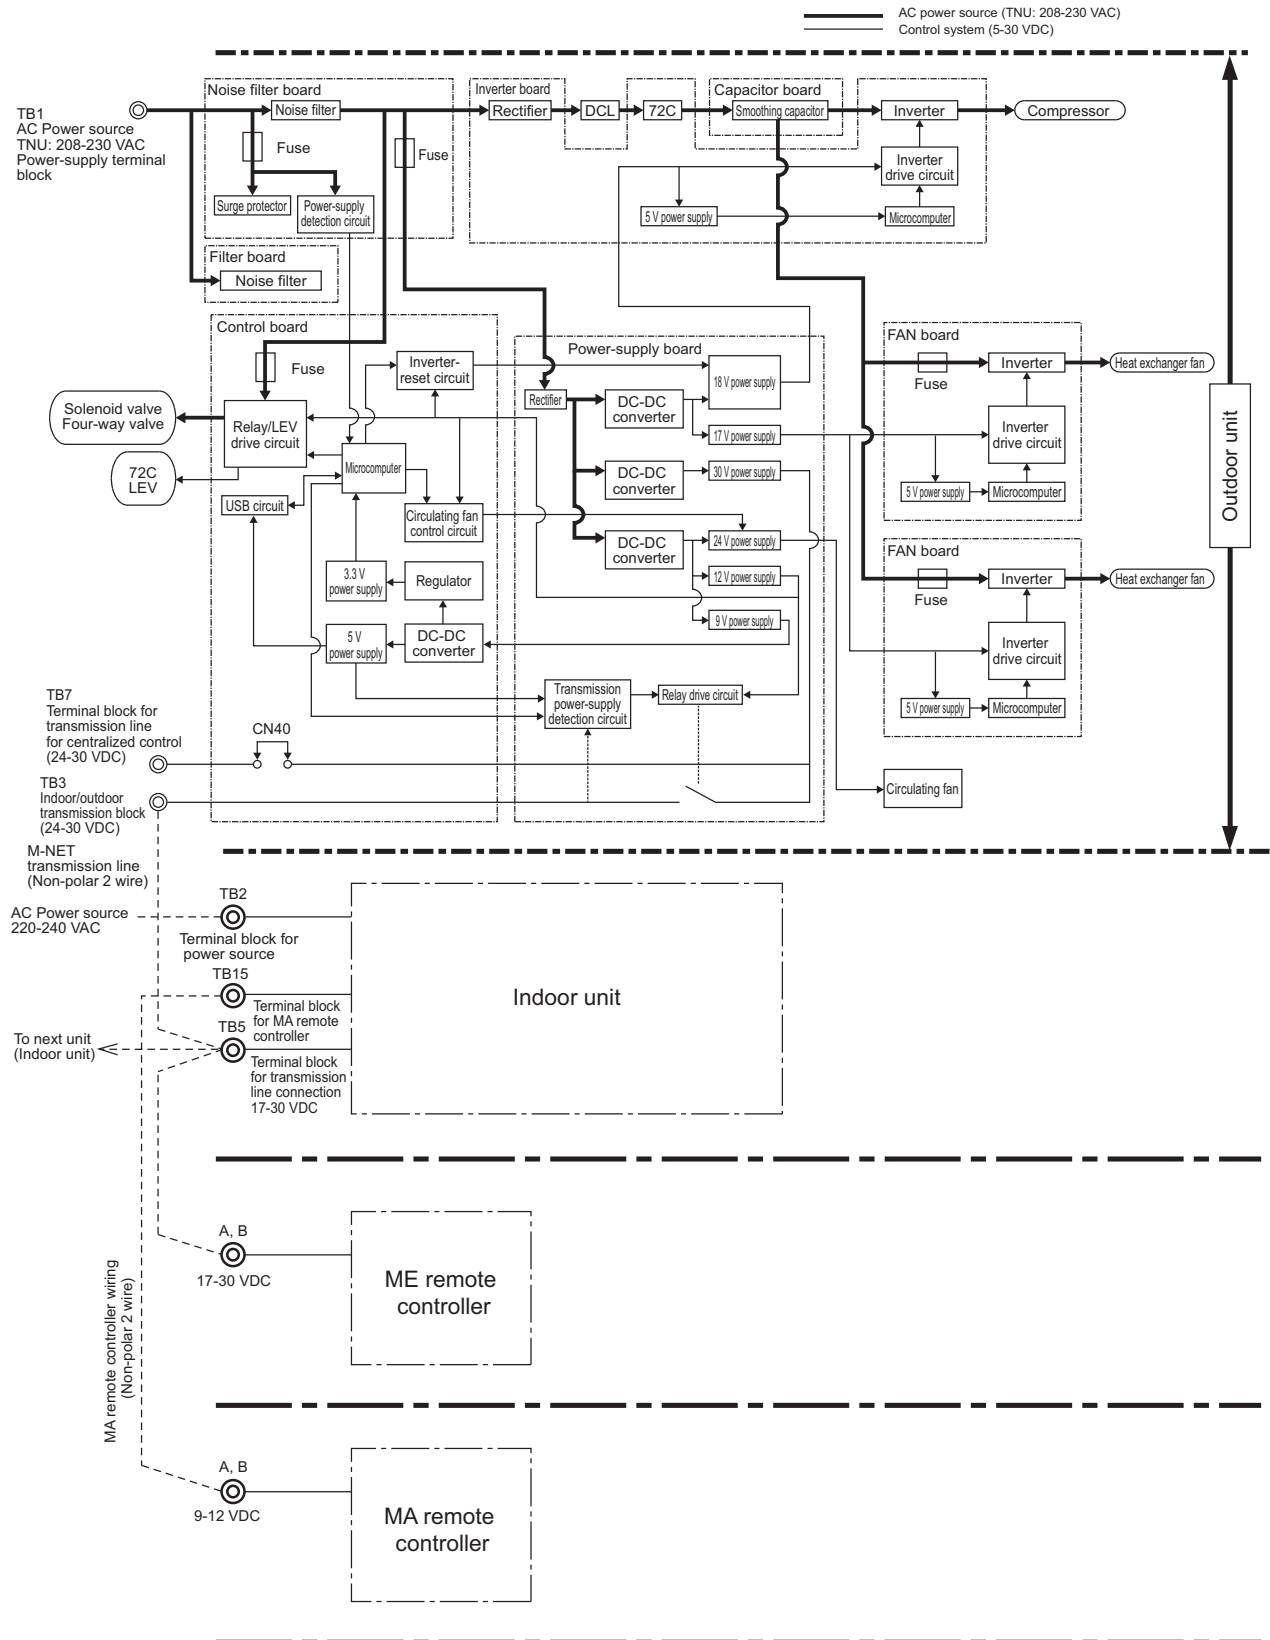 AC power source (TNU: 208-230 VAC)
Control system (5-30 VDC)
Noise filter board
Inverter board
Capacitor board
TB1
AC Power source
TNU: 208-230 VAC
Power-supply terminal
block
Noise filter
Rectifier
DCL
72C
Smoothing capacitor
Inverter
Compressor
Fuse
Fuse
Inverter
drive circuit
Surge protector
Power-supply
detection circuit
5 V power supply
Microcomputer
Filter board
Noise filter
Control board
Fuse
Inverter-
reset circuit
Power-supply board
18 V power supply
FAN board
Fuse
Inverter
Heat exchanger fan
Solenoid valve
Four-way valve
Relay/LEV
drive circuit
Rectifier
DC-DC
converter
17 V power supply
Inverter
drive circuit
72C
LEV
Microcomputer
DC-DC
converter
30 V power supply
5 V power supply
Microcomputer
Outdoor unit
USB circuit
Circulating fan
control circuit
DC-DC
converter
24 V power supply
FAN board
Fuse
Inverter
Heat exchanger fan
3.3 V
power supply
Regulator
12 V power supply
9 V power supply
5 V
power supply
DC-DC
converter
Inverter
drive circuit
Transmission
power-supply
detection circuit
Relay drive circuit
5 V power supply
Microcomputer
TB7
Terminal block for
transmission line
for centralized control
(24-30 VDC)
CN40
TB3
Indoor/outdoor
transmission block
(24-30 VDC)
Circulating fan
M-NET
transmission line
(Non-polar 2 wire)
AC Power source
220-240 VAC
TB2
Terminal block for
power source
TB15
Terminal block
for MA remote
controller
Indoor unit
To next unit
(Indoor unit)
TB5
Terminal block
for transmission
line connection
17-30 VDC
A, B
17-30 VDC
ME remote
controller
MA remote controller wiring
(Non-polar 2 wire)
A, B
9-12 VDC
MA remote
controller